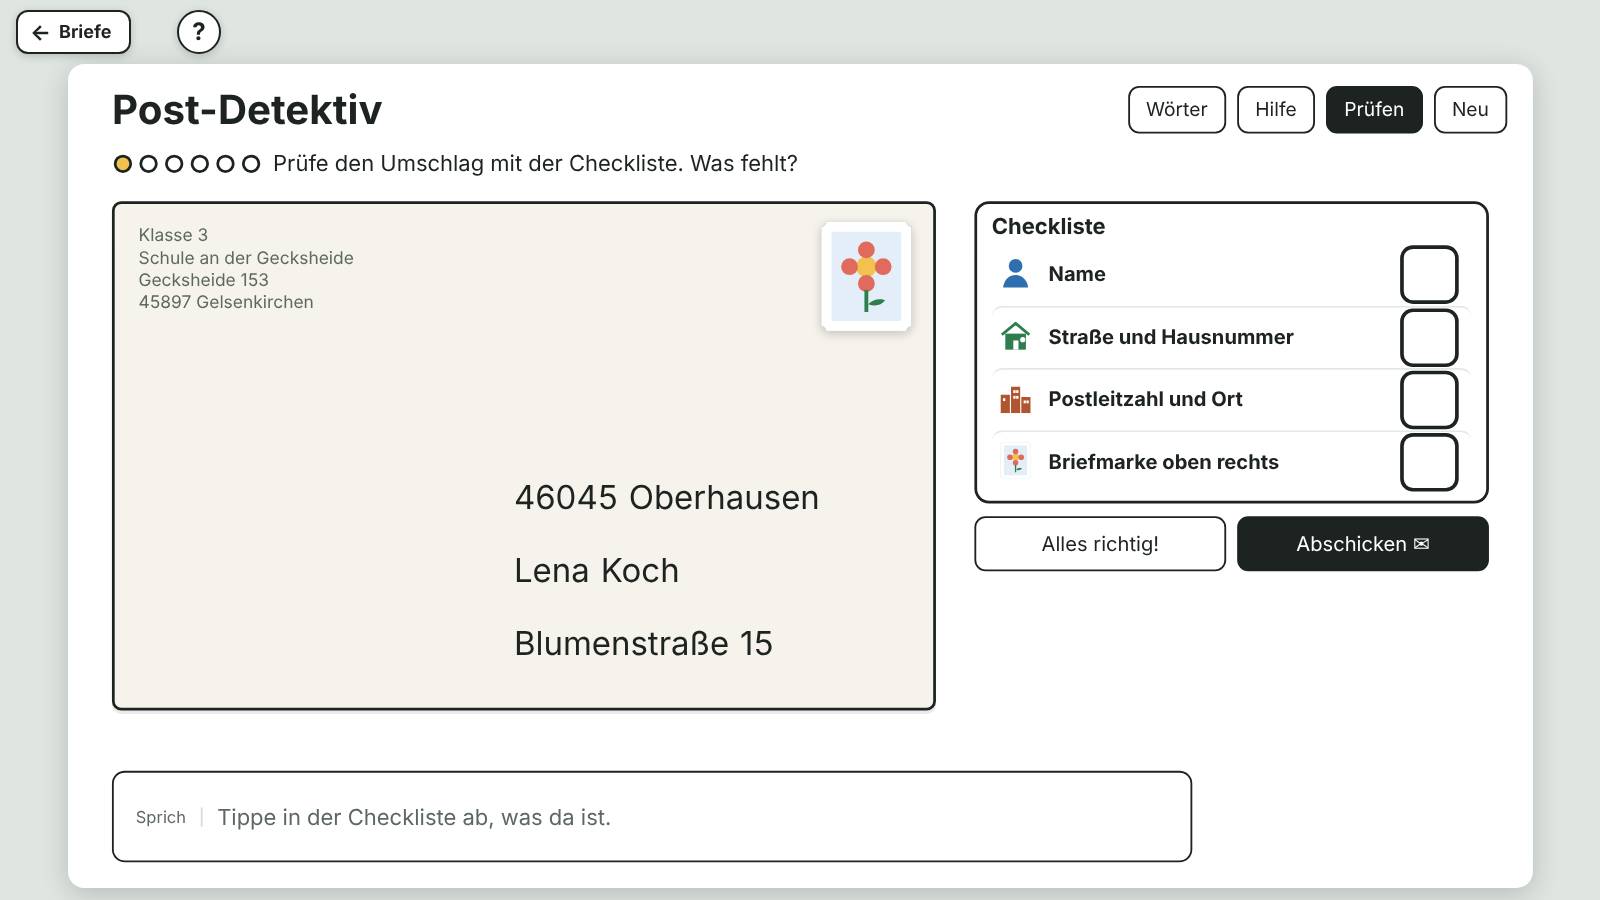 ← Briefe
?
Post-Detektiv
Wörter
Hilfe
Prüfen
Neu
Prüfe den Umschlag mit der Checkliste. Was fehlt?
Klasse 3
Schule an der Gecksheide
Gecksheide 153
45897 Gelsenkirchen
46045 Oberhausen
Lena Koch
Blumenstraße 15
Checkliste
Name
Straße und Hausnummer
Postleitzahl und Ort
Briefmarke oben rechts
Alles richtig!
Abschicken ✉
Sprich
Tippe in der Checkliste ab, was da ist.